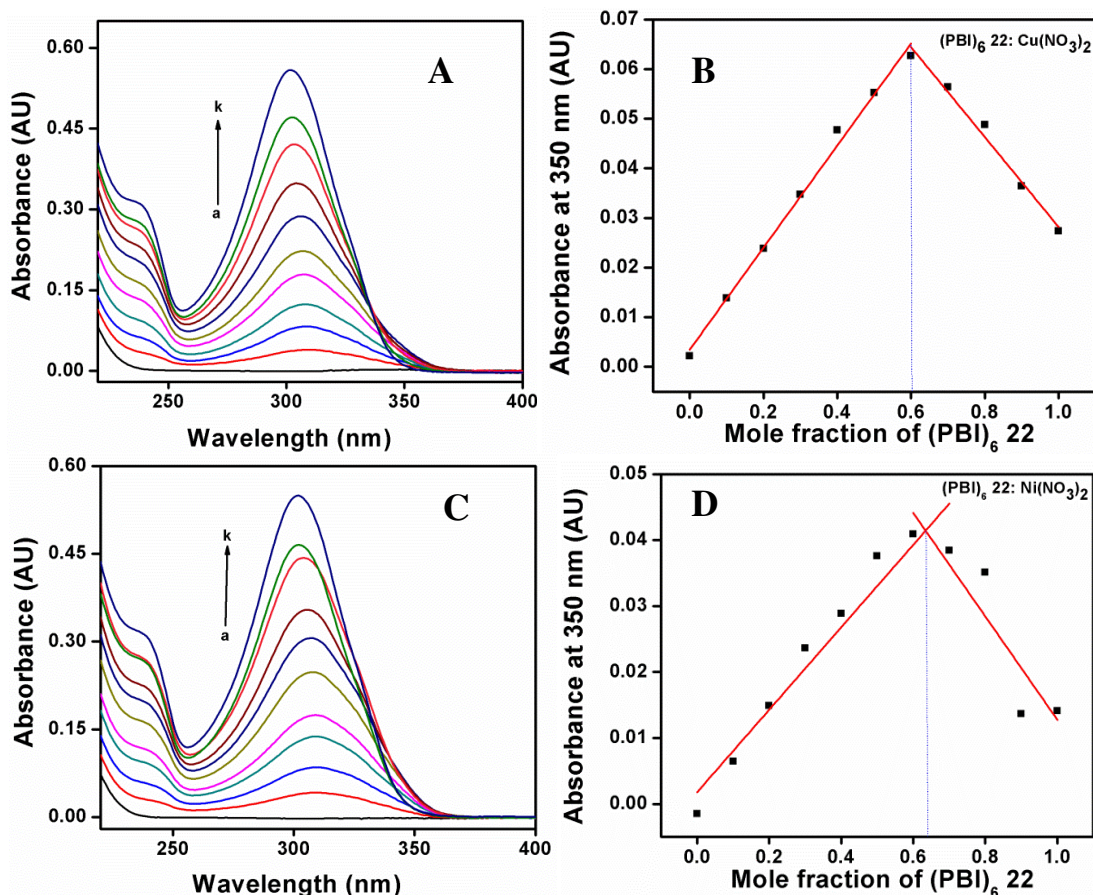 A
k
a
0.60
0.45
0.30
0.15
0.00
Absorbance (AU)
250 300 350 400
Wavelength (nm)
B
(PBI)₆ 22: Cu(NO₃)₂
0.07
0.06
0.05
0.04
0.03
0.02
0.01
0.00
Absorbance at 350 nm (AU)
0.0 0.2 0.4 0.6 0.8 1.0
Mole fraction of (PBI)₆ 22
C
k
a
0.60
0.45
0.30
0.15
0.00
Absorbance (AU)
250 300 350 400
Wavelength (nm)
D
(PBI)₆ 22: Ni(NO₃)₂
0.05
0.04
0.03
0.02
0.01
0.00
Absorbance at 350 nm (AU)
0.0 0.2 0.4 0.6 0.8 1.0
Mole fraction of (PBI)₆ 22